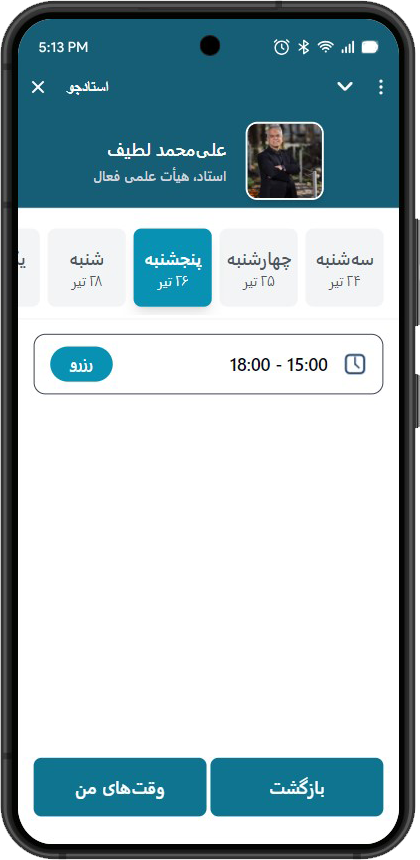 5:13 PM
استادجو
علی‌محمد لطیف
استاد، هیأت علمی فعال
سه‌شنبه
۲۴ تیر
چهارشنبه
۲۵ تیر
پنجشنبه
۲۶ تیر
شنبه
۲۸ تیر
15:00 - 18:00
رزرو
بازگشت
وقت‌های من